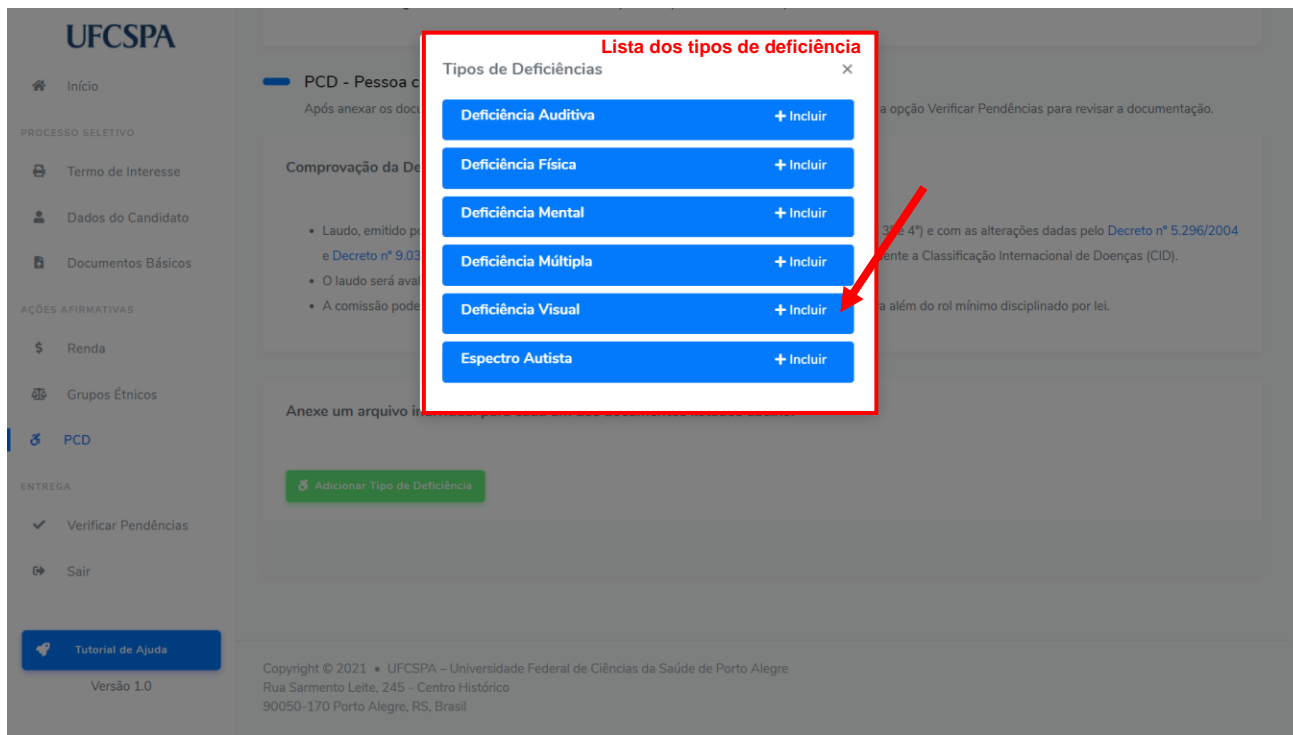 UFCSPA
Início
PROCESSO SELETIVO
Termo de Interesse
Dados do Candidato
Documentos Básicos
AÇÕES AFIRMATIVAS
$ Renda
Grupos Étnicos
PCD
ENTREGA
Verificar Pendências
Sair
Tutorial de Ajuda
Versão 1.0
Lista dos tipos de deficiência
Tipos de Deficiências ×
Deficiência Auditiva + Incluir
Deficiência Física + Incluir
Deficiência Mental + Incluir
Deficiência Múltipla + Incluir
Deficiência Visual + Incluir
Espectro Autista + Incluir
PCD - Pessoa c
Após anexar os doc a opção Verificar Pendências para revisar a documentação.
Comprovação da De
• Laudo, emitido p e 4º) e com as alterações dadas pelo Decreto nº 5.296/2004
e Decreto nº 9.03 ente a Classificação Internacional de Doenças (CID).
• O laudo será aval
• A comissão pode a além do rol mínimo disciplinado por lei.
Anexe um arquivo
Adicionar Tipo de Deficiência
Copyright © 2021 • UFCSPA – Universidade Federal de Ciências da Saúde de Porto Alegre
Rua Sarmento Leite, 245 - Centro Histórico
90050-170 Porto Alegre, RS, Brasil